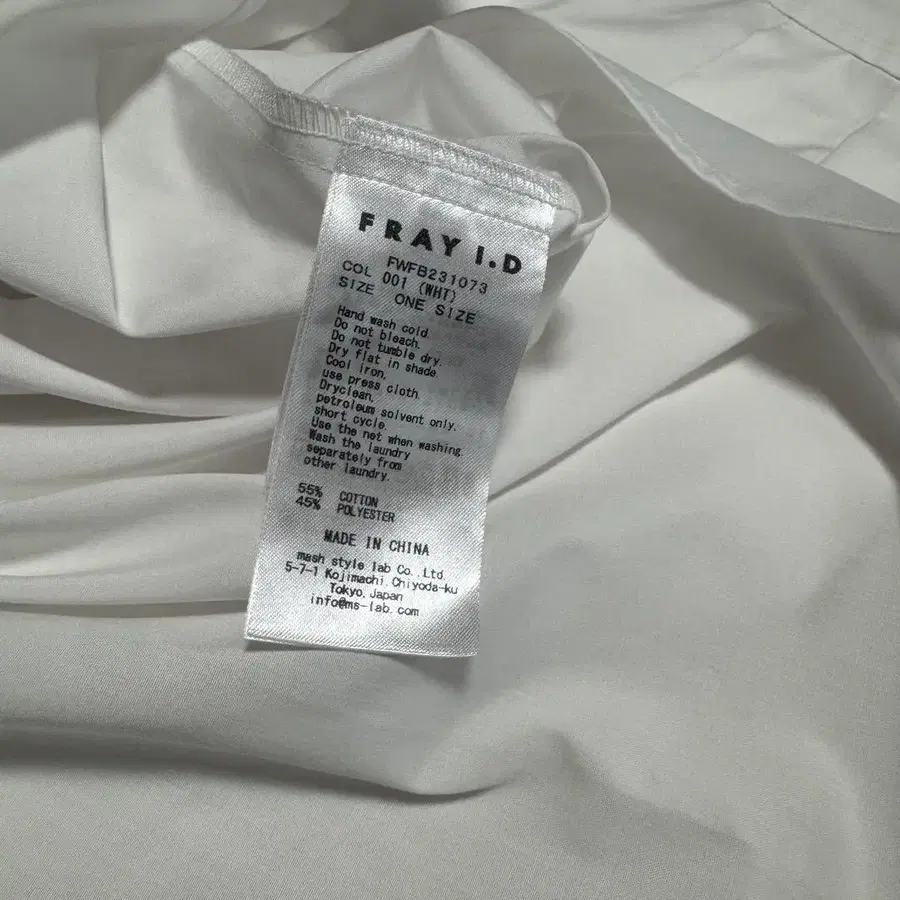 FRAY I.D
FWFB231073
COL 001 (WHT)
SIZE ONE SIZE
Hand wash cold.
Do not bleach.
Do not tumble dry.
Dry flat in shade.
Cool iron,
use press cloth.
Dryclean,
petroleum solvent only.
short cycle.
Use the net when washing.
Wash the laundry
separately from
other laundry.
55% COTTON
45% POLYESTER
MADE IN CHINA
mash style lab Co., Ltd.
5-7-1 Kojimachi, Chiyoda-ku
Tokyo, Japan
info@ms-lab.com